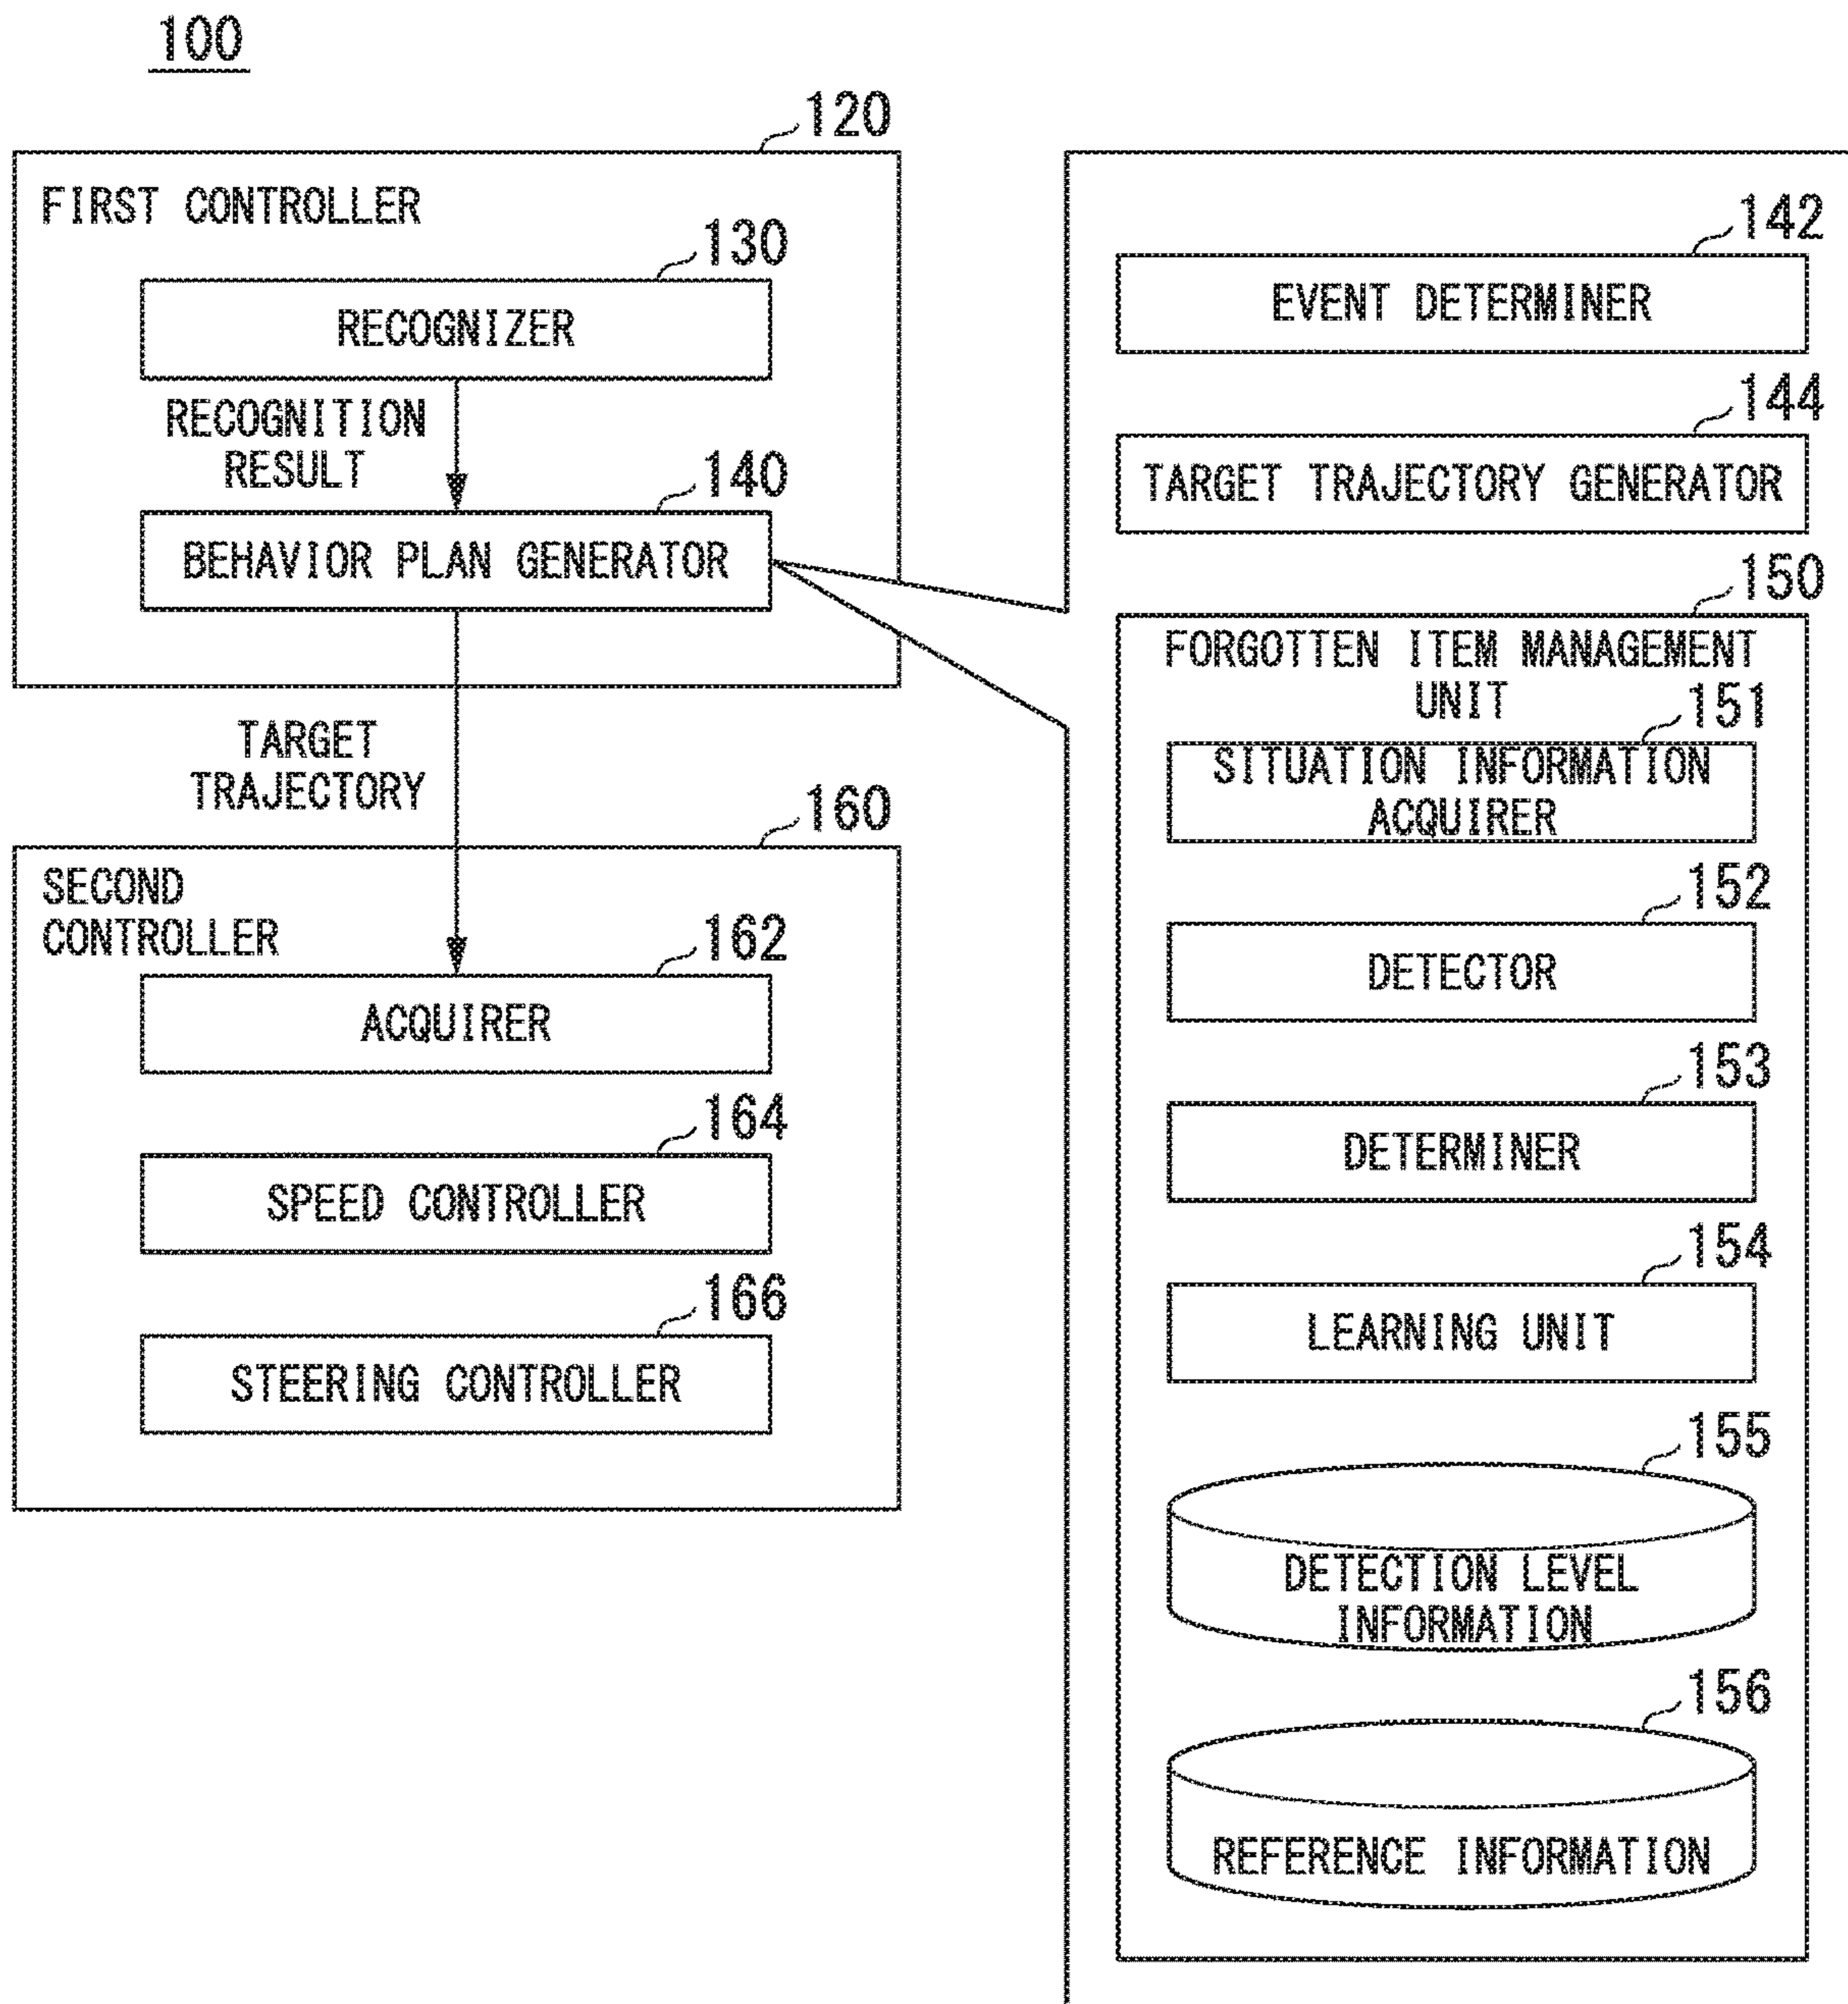 100
120
FIRST CONTROLLER
130
RECOGNIZER
RECOGNITION
RESULT
140
BEHAVIOR PLAN GENERATOR
TARGET
TRAJECTORY
160
SECOND
CONTROLLER
162
ACQUIRER
164
SPEED CONTROLLER
166
STEERING CONTROLLER
142
EVENT DETERMINER
144
TARGET TRAJECTORY GENERATOR
150
FORGOTTEN ITEM MANAGEMENT
UNIT
151
SITUATION INFORMATION
ACQUIRER
152
DETECTOR
153
DETERMINER
154
LEARNING UNIT
155
DETECTION LEVEL
INFORMATION
156
REFERENCE INFORMATION